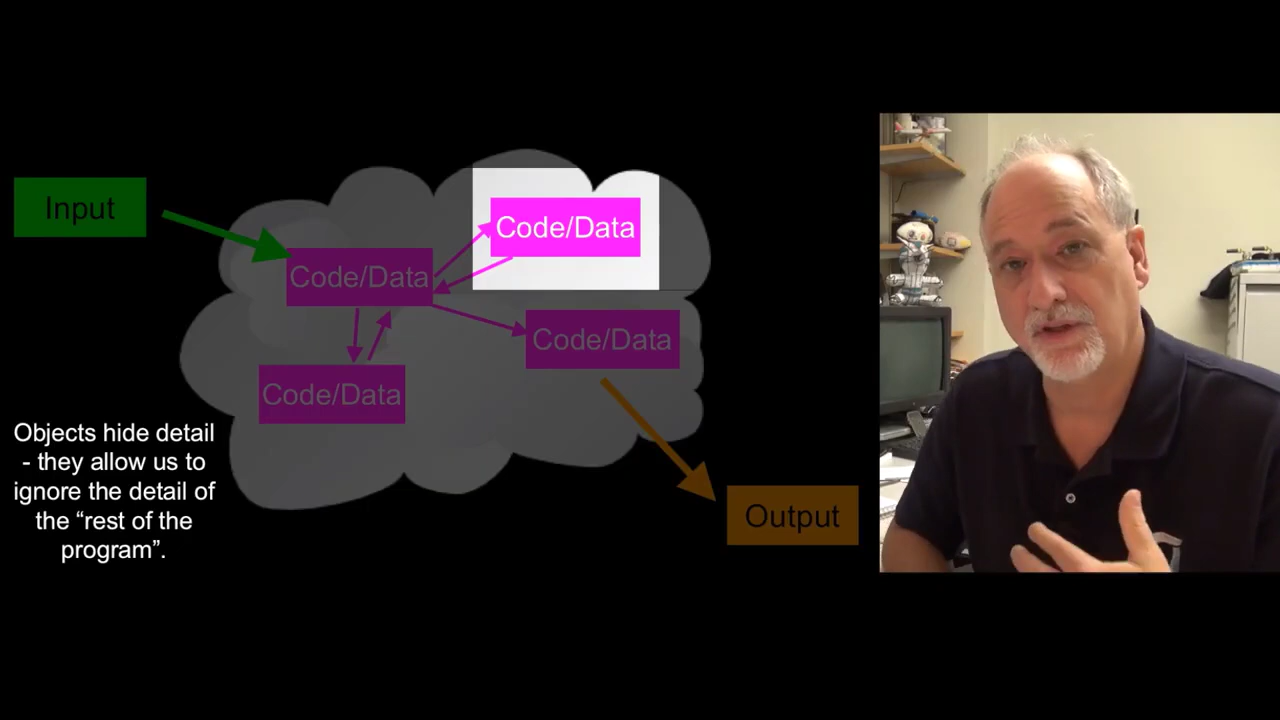 Input
Code/Data
Code/Data
Code/Data
Code/Data
Objects hide detail
- they allow us to
ignore the detail of
the “rest of the
program”.
Output